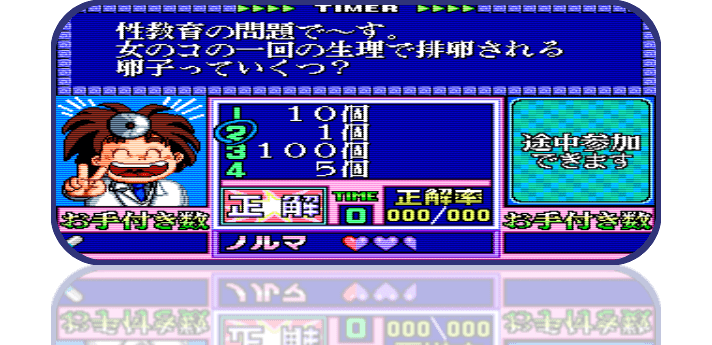 TIMER
性教育の問題で～す。
女のコの一回の生理で排卵される
卵子っていくつ？
1 10個
2 1個
3 100個
4 5個
途中参加
できます
正解
TIME
0
正解率
000/000
お手付き数
お手付き数
ノルマ